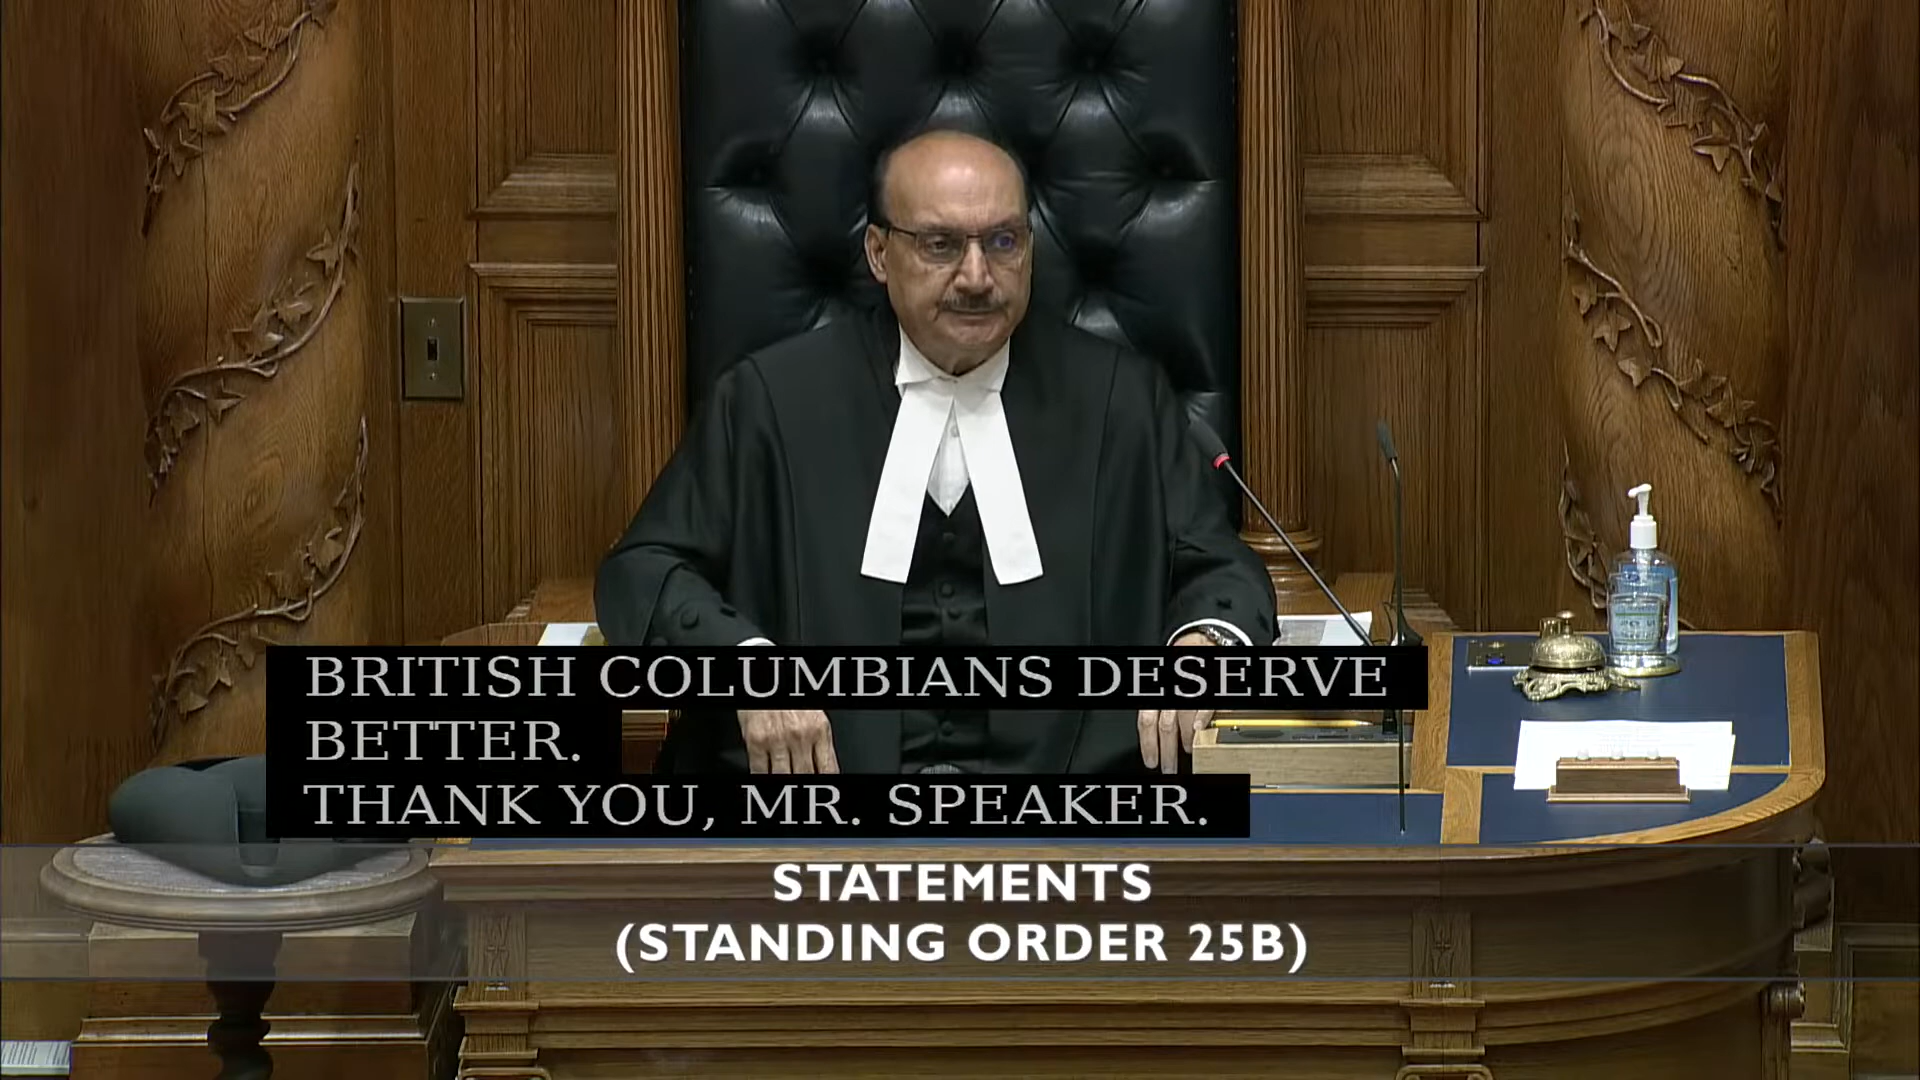 BRITISH COLUMBIANS DESERVE
BETTER.
THANK YOU, MR. SPEAKER.
STATEMENTS
(STANDING ORDER 25B)